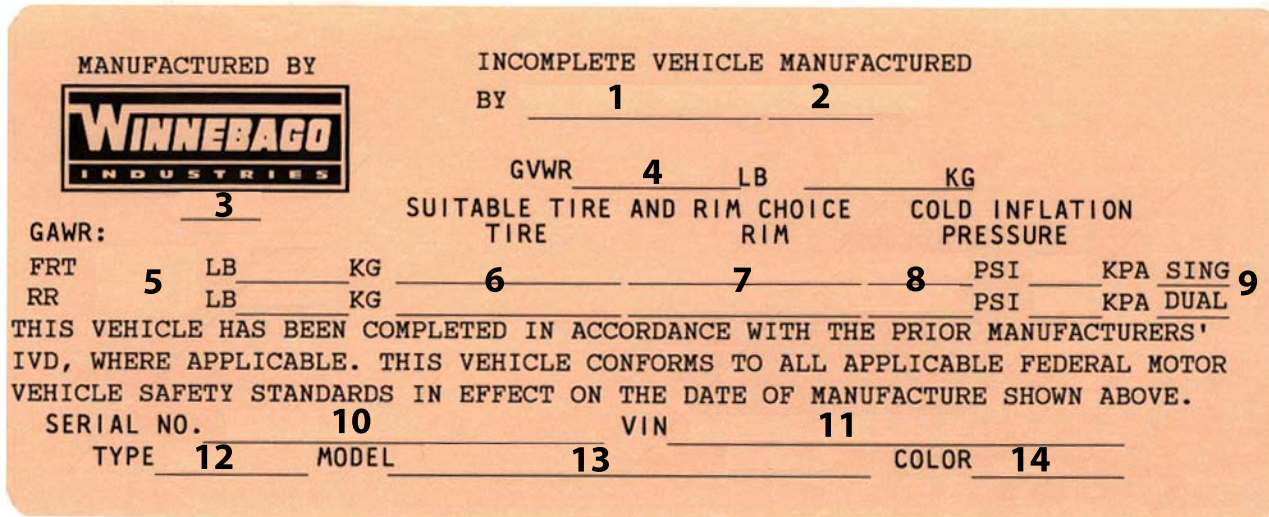 MANUFACTURED BY
WINNEBAGO
INDUSTRIES
3
INCOMPLETE VEHICLE MANUFACTURED
BY 1 2
GVWR 4 LB KG
SUITABLE TIRE AND RIM CHOICE COLD INFLATION
GAWR: TIRE RIM PRESSURE
FRT 5 LB KG 6 7 8 PSI KPA SING 9
RR LB KG PSI KPA DUAL
THIS VEHICLE HAS BEEN COMPLETED IN ACCORDANCE WITH THE PRIOR MANUFACTURERS'
IVD, WHERE APPLICABLE. THIS VEHICLE CONFORMS TO ALL APPLICABLE FEDERAL MOTOR
VEHICLE SAFETY STANDARDS IN EFFECT ON THE DATE OF MANUFACTURE SHOWN ABOVE.
SERIAL NO. 10 VIN 11
TYPE 12 MODEL 13 COLOR 14